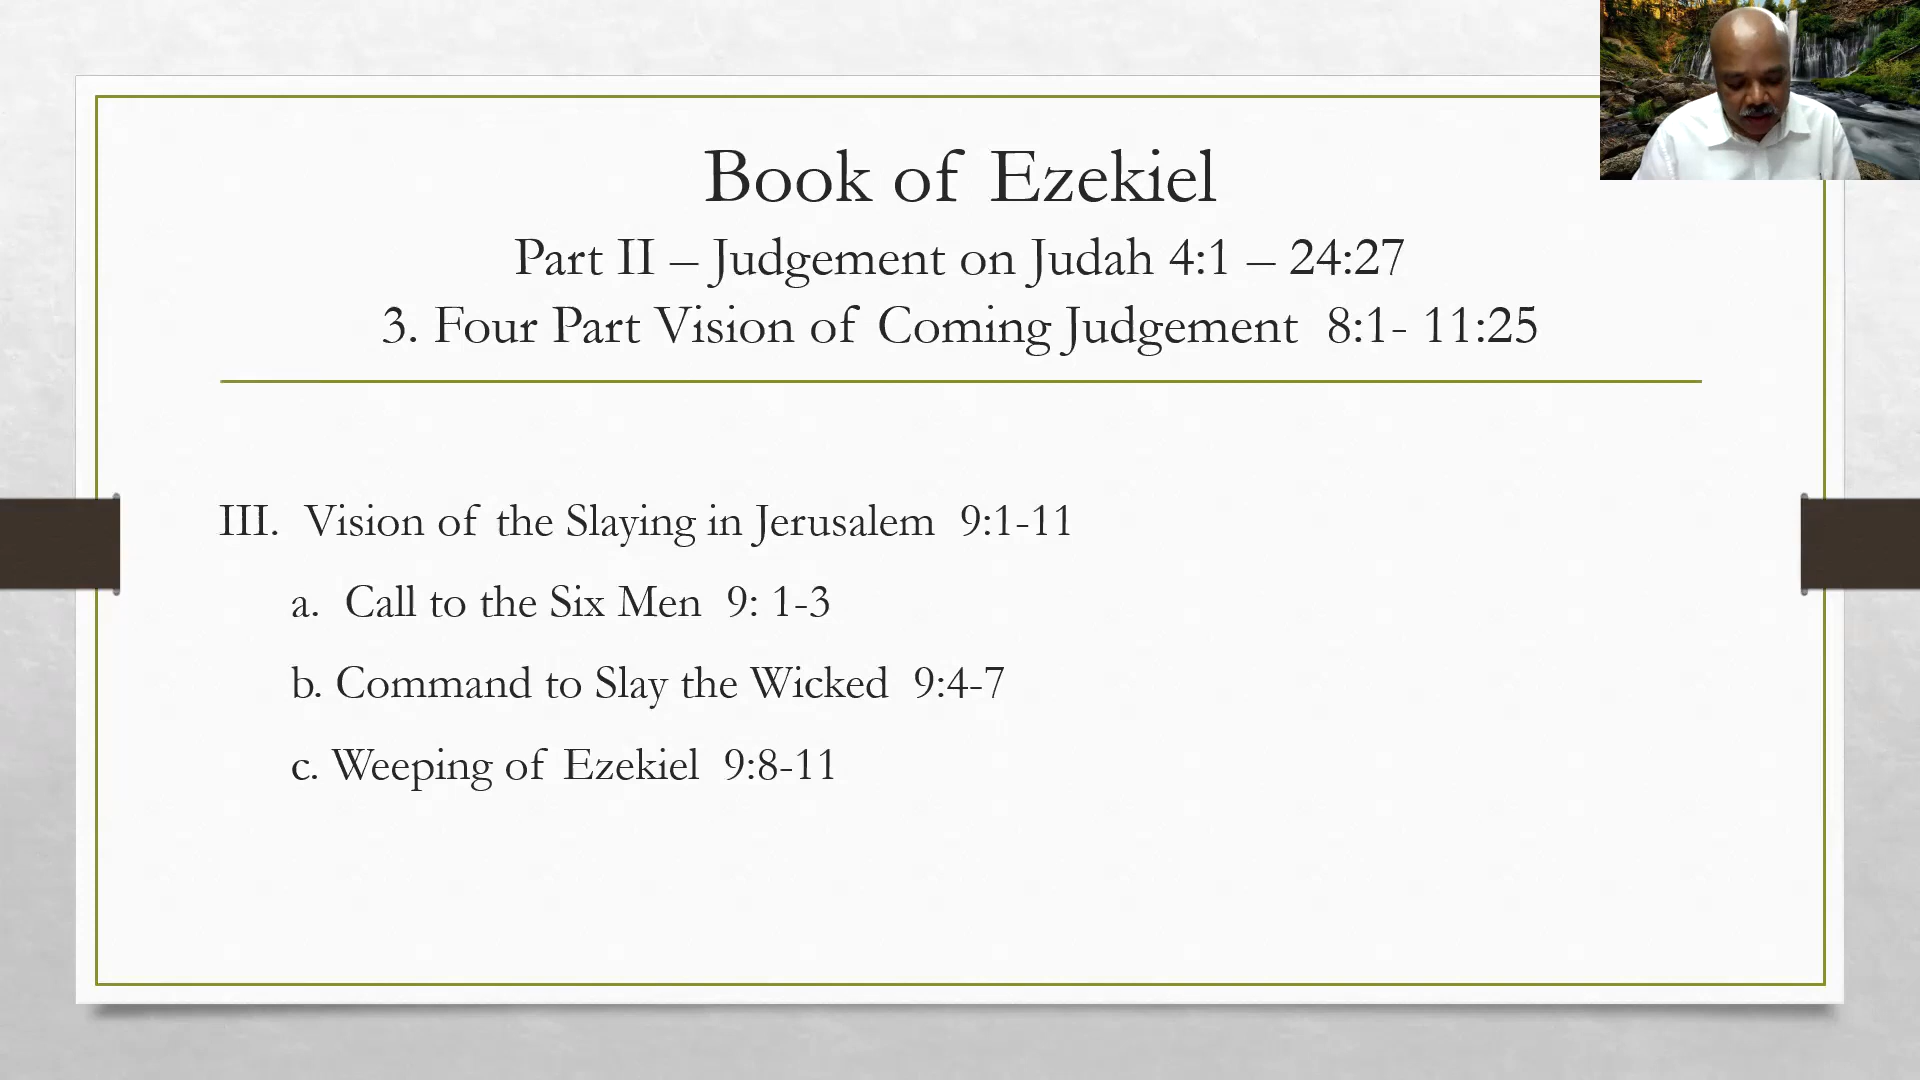 Book of Ezekiel
Part II – Judgement on Judah 4:1 – 24:27
3. Four Part Vision of Coming Judgement 8:1- 11:25
III. Vision of the Slaying in Jerusalem 9:1-11
a. Call to the Six Men 9: 1-3
b. Command to Slay the Wicked 9:4-7
c. Weeping of Ezekiel 9:8-11